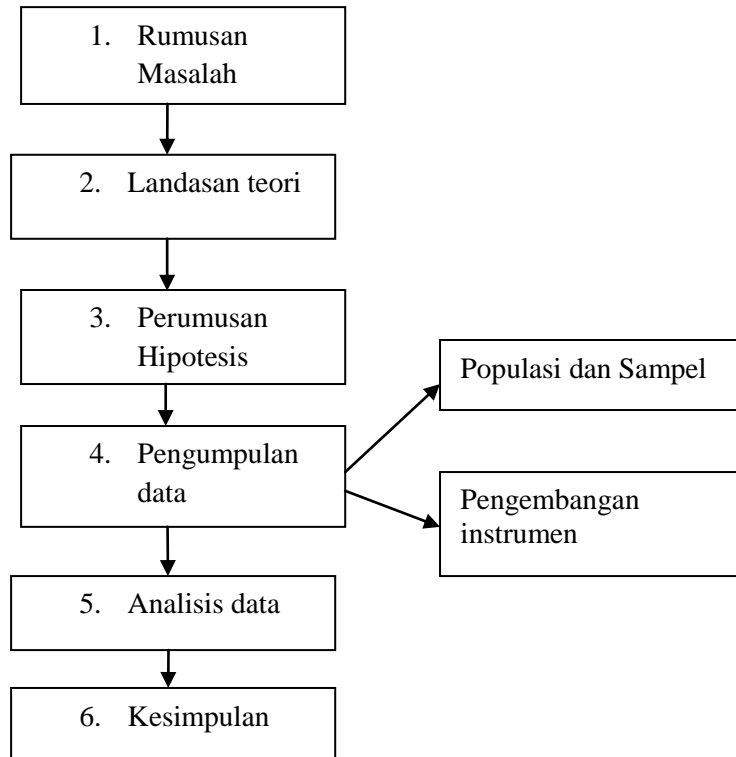 1. Rumusan
Masalah
2. Landasan teori
3. Perumusan
Hipotesis
Populasi dan Sampel
4. Pengumpulan
data
Pengembangan
instrumen
5. Analisis data
6. Kesimpulan